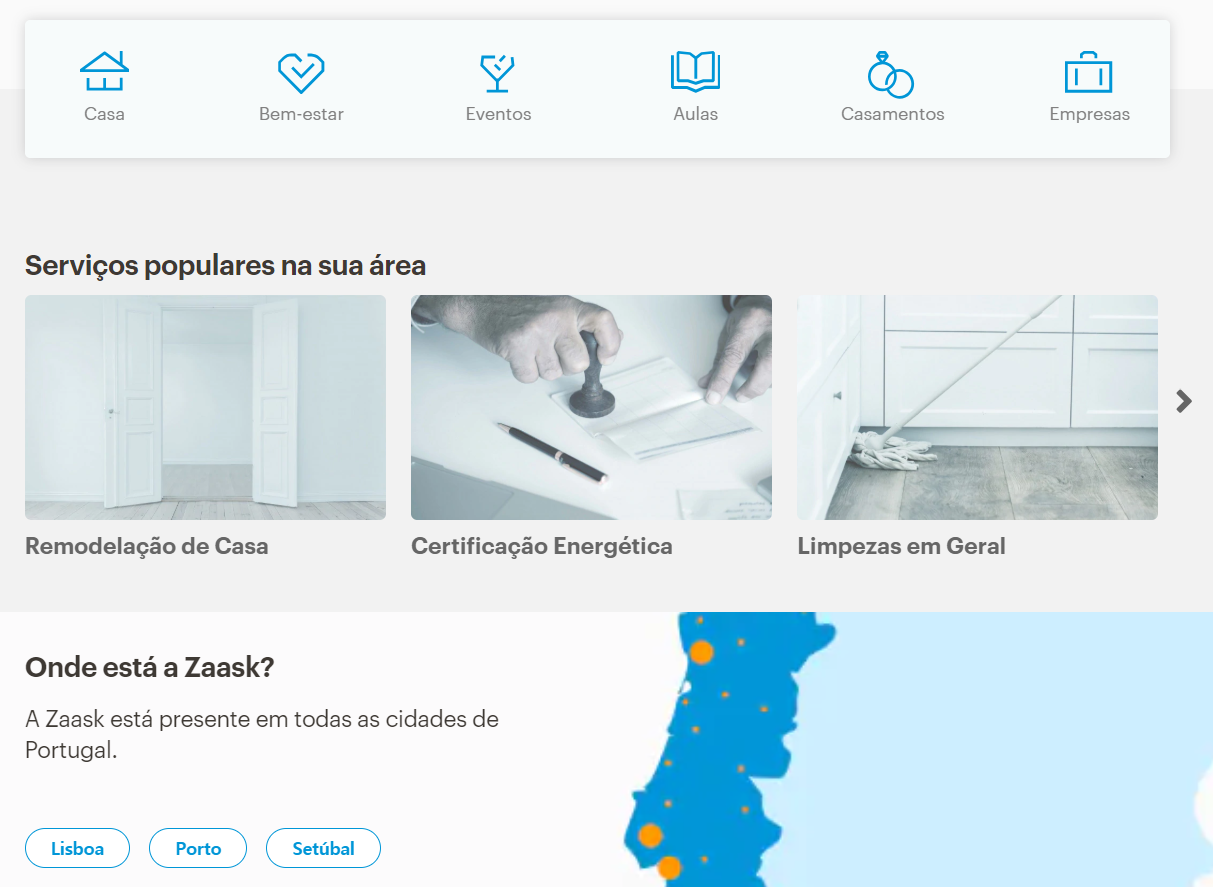 Casa
Bem-estar
Eventos
Aulas
Casamentos
Empresas
Serviços populares na sua área
Remodelação de Casa
Certificação Energética
Limpezas em Geral
Onde está a Zaask?
A Zaask está presente em todas as cidades de
Portugal.
Lisboa
Porto
Setúbal